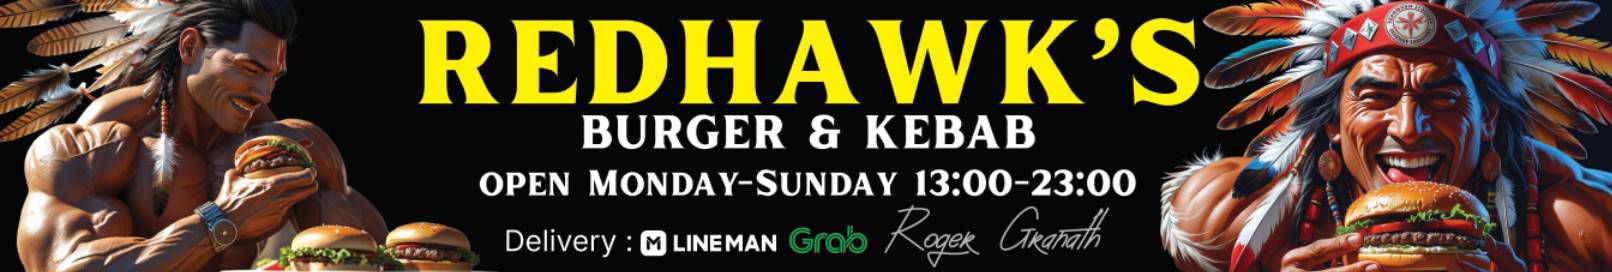 REDHAWK'S
BURGER & KEBAB
OPEN MONDAY-SUNDAY 13:00-23:00
Delivery : M LINEMAN Grab Roger Granath